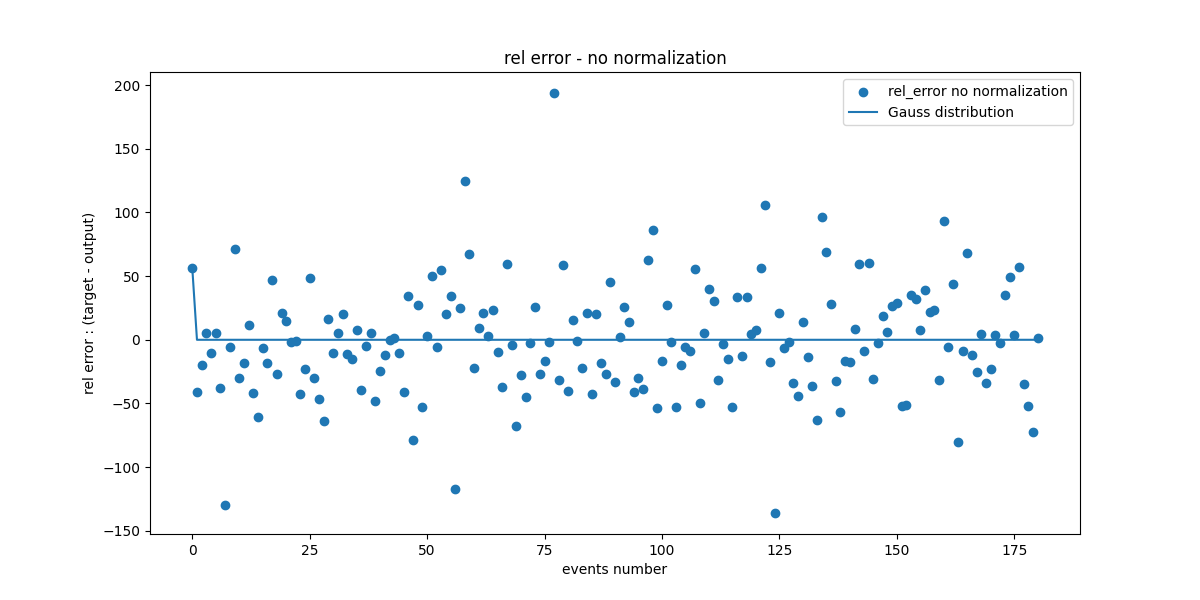 rel error - no normalization
rel_error no normalization
Gauss distribution
rel error : (target - output)
200
150
100
50
0
−50
−100
−150
0 25 50 75 100 125 150 175
events number